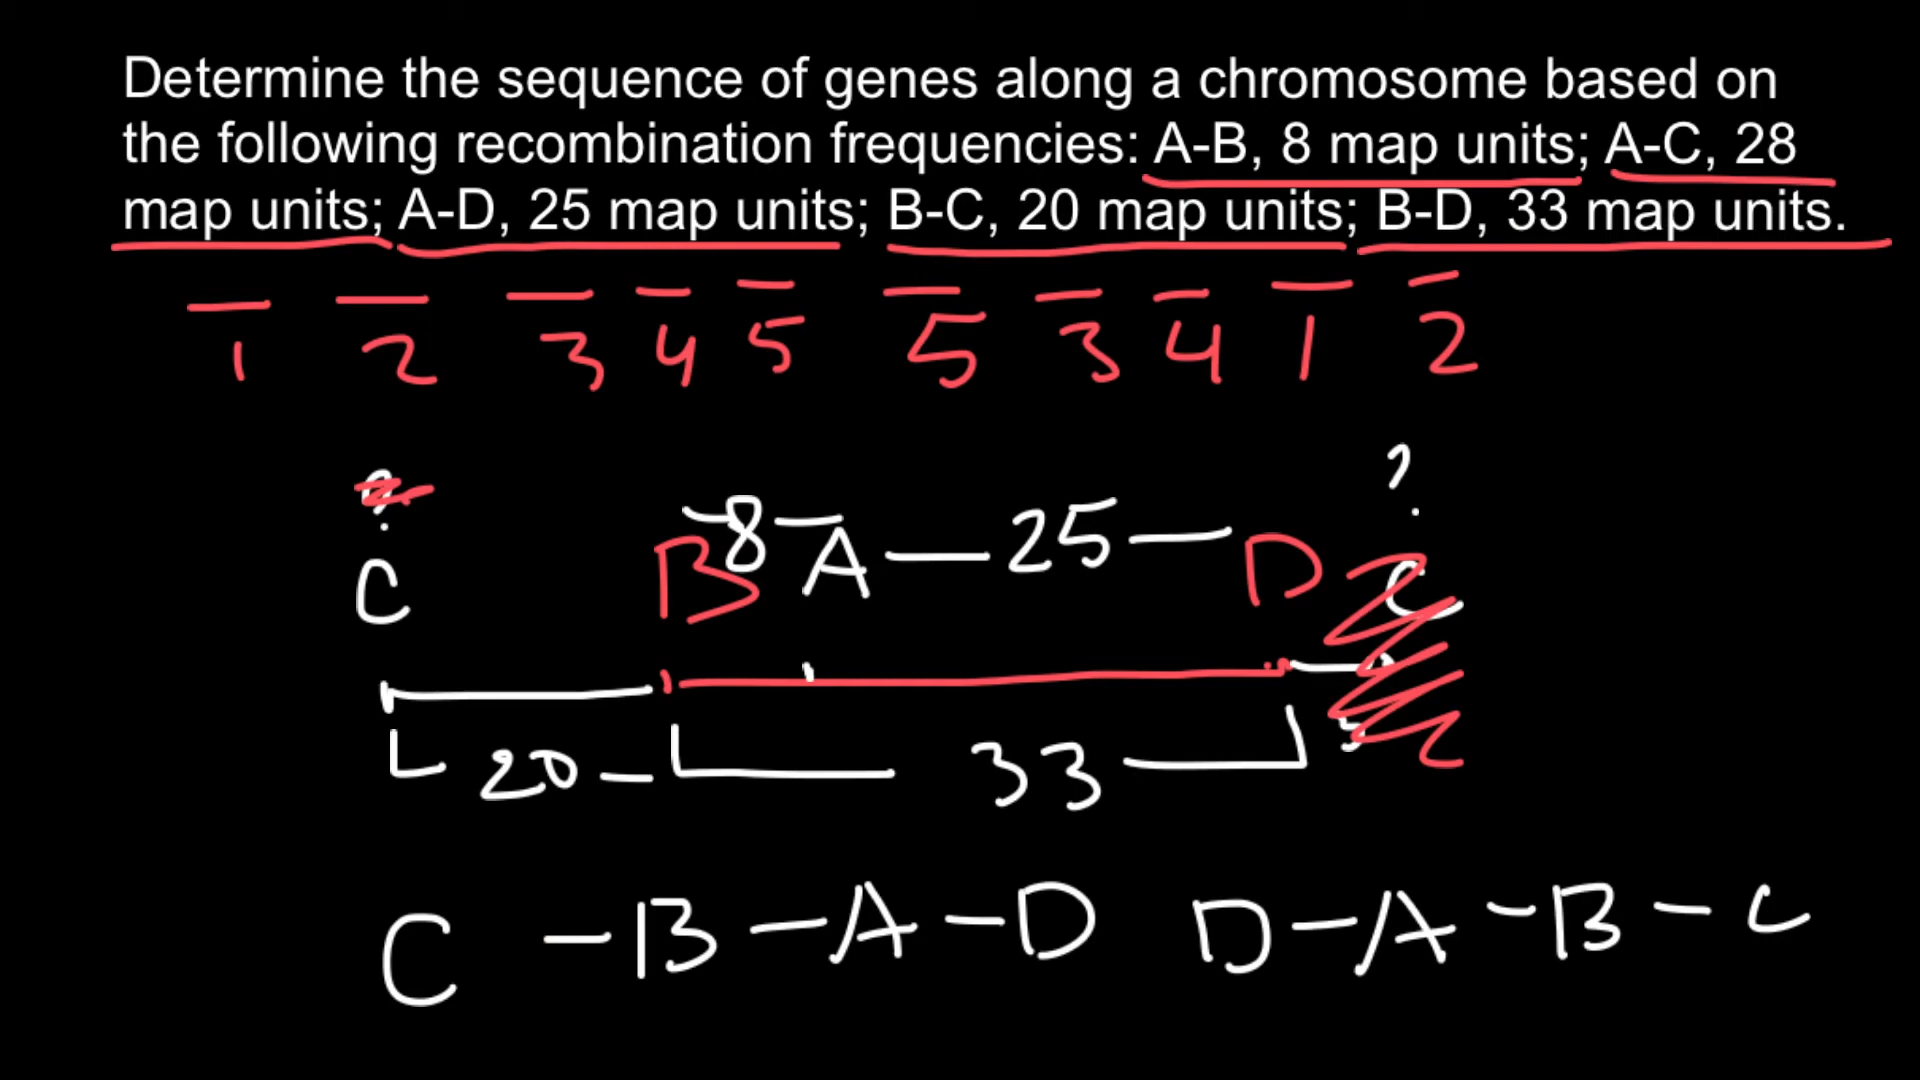 Determine the sequence of genes along a chromosome based on
the following recombination frequencies: A-B, 8 map units; A-C, 28
map units; A-D, 25 map units; B-C, 20 map units; B-D, 33 map units.
1 2 3 4 5 5 3 4 1 2
? ?
C B 8 A — 25 — D C
20 — 33
C – B – A – D D – A – B – C